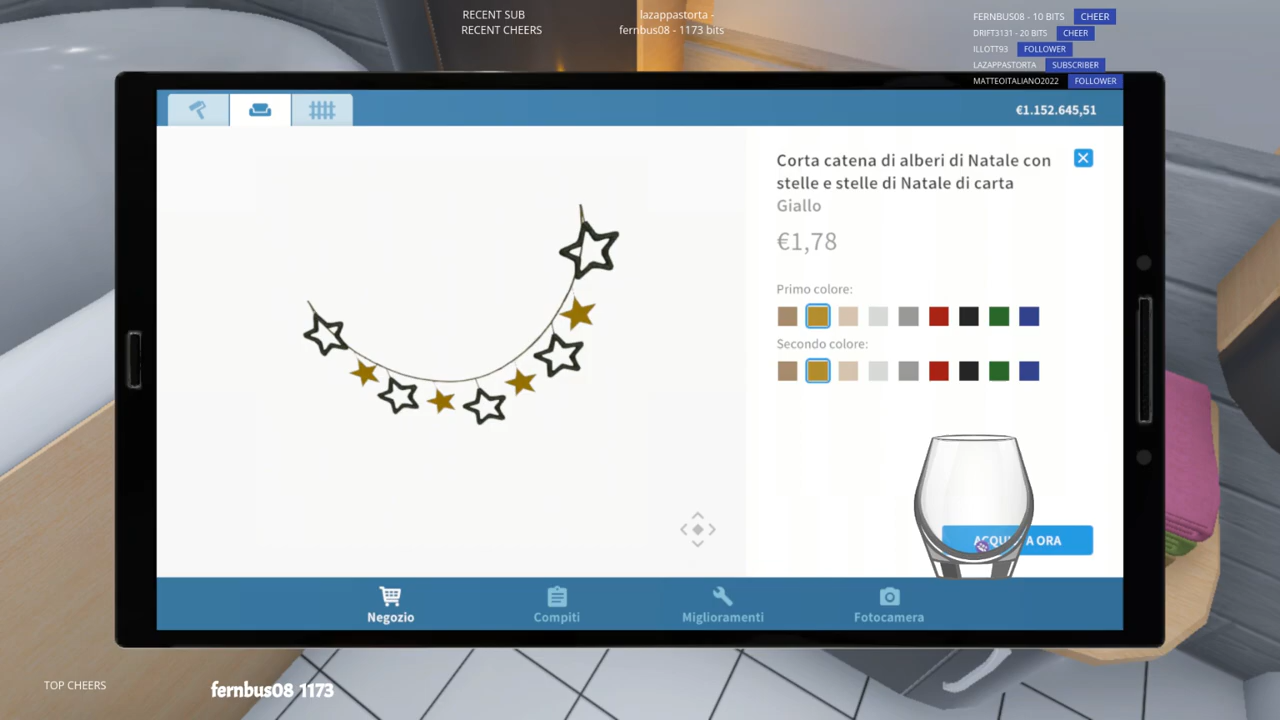 RECENT SUB
lazappastorta -
RECENT CHEERS
fernbus08 - 1173 bits
FERNBUS08 - 10 BITS CHEER
DRIFT3131 - 20 BITS CHEER
ILLOTT93 FOLLOWER
LAZAPPASTORTA SUBSCRIBER
MATTEOITALIANO2022 FOLLOWER
€1.152.645,51
Corta catena di alberi di Natale con
stelle e stelle di Natale di carta
Giallo
€1,78
Primo colore:
Secondo colore:
ORA
Negozio
Compiti
Miglioramenti
Fotocamera
TOP CHEERS
fernbus08 1173